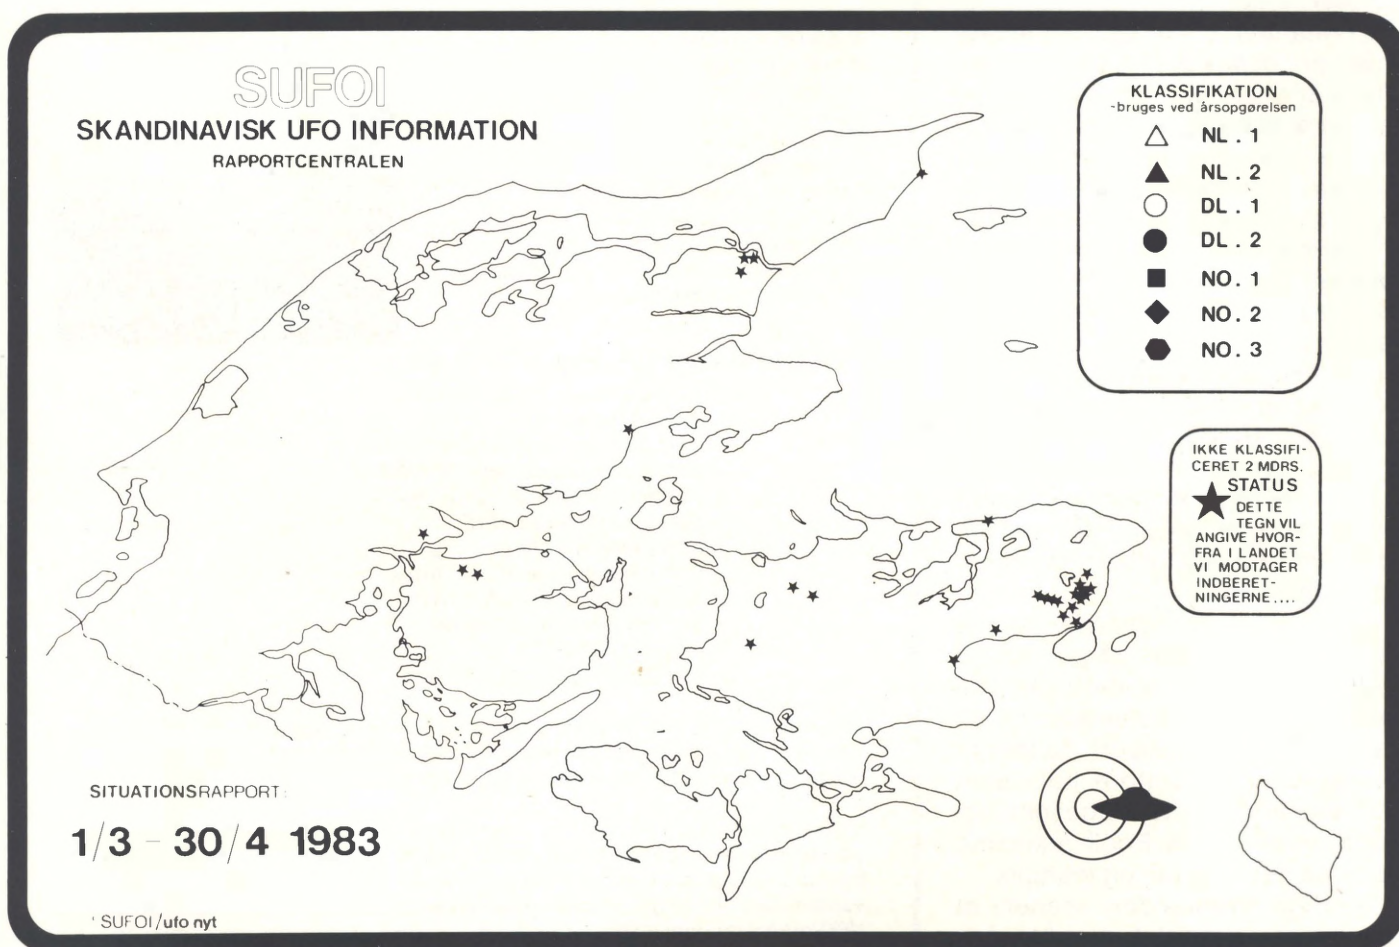 SUFOI
SKANDINAVISK UFO INFORMATION
RAPPORTCENTRALEN
KLASSIFIKATION
-bruges ved årsopgørelsen
NL . 1
NL . 2
DL . 1
DL . 2
NO . 1
NO . 2
NO . 3
IKKE KLASSIFI-
CERET 2 MDRS.
STATUS
DETTE
TEGN VIL
ANGIVE HVOR-
FRA I LANDET
VI MODTAGER
INDBERET-
NINGERNE....
SITUATIONSRAPPORT:
1/3 - 30/4 1983
SUFOI/ufo nyt